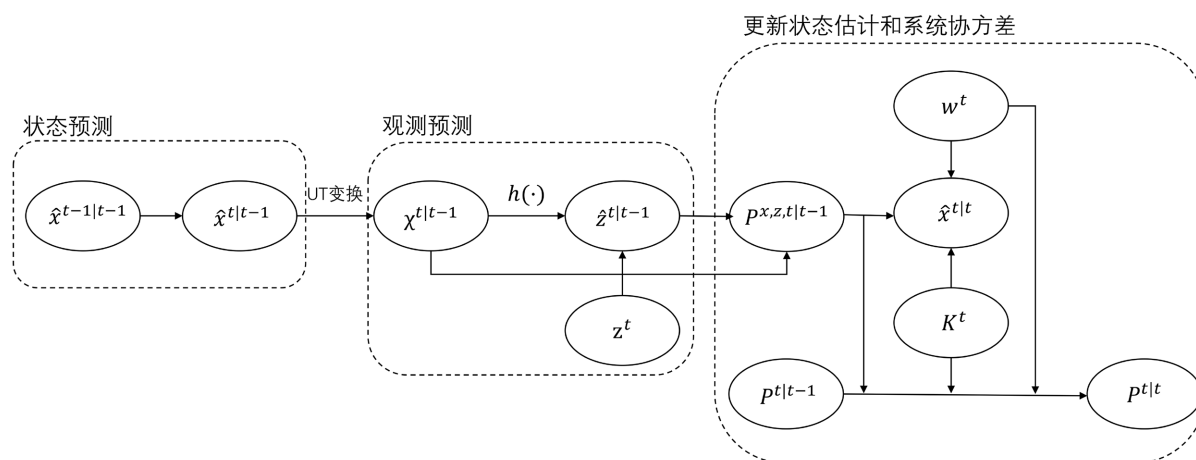 更新状态估计和系统协方差
w^t
状态预测
观测预测
UT变换
x̂^{t-1|t-1}
x̂^{t|t-1}
χ^{t|t-1}
h(·)
ẑ^{t|t-1}
P^{x,z,t|t-1}
x̂^{t|t}
z^t
K^t
P^{t|t-1}
P^{t|t}